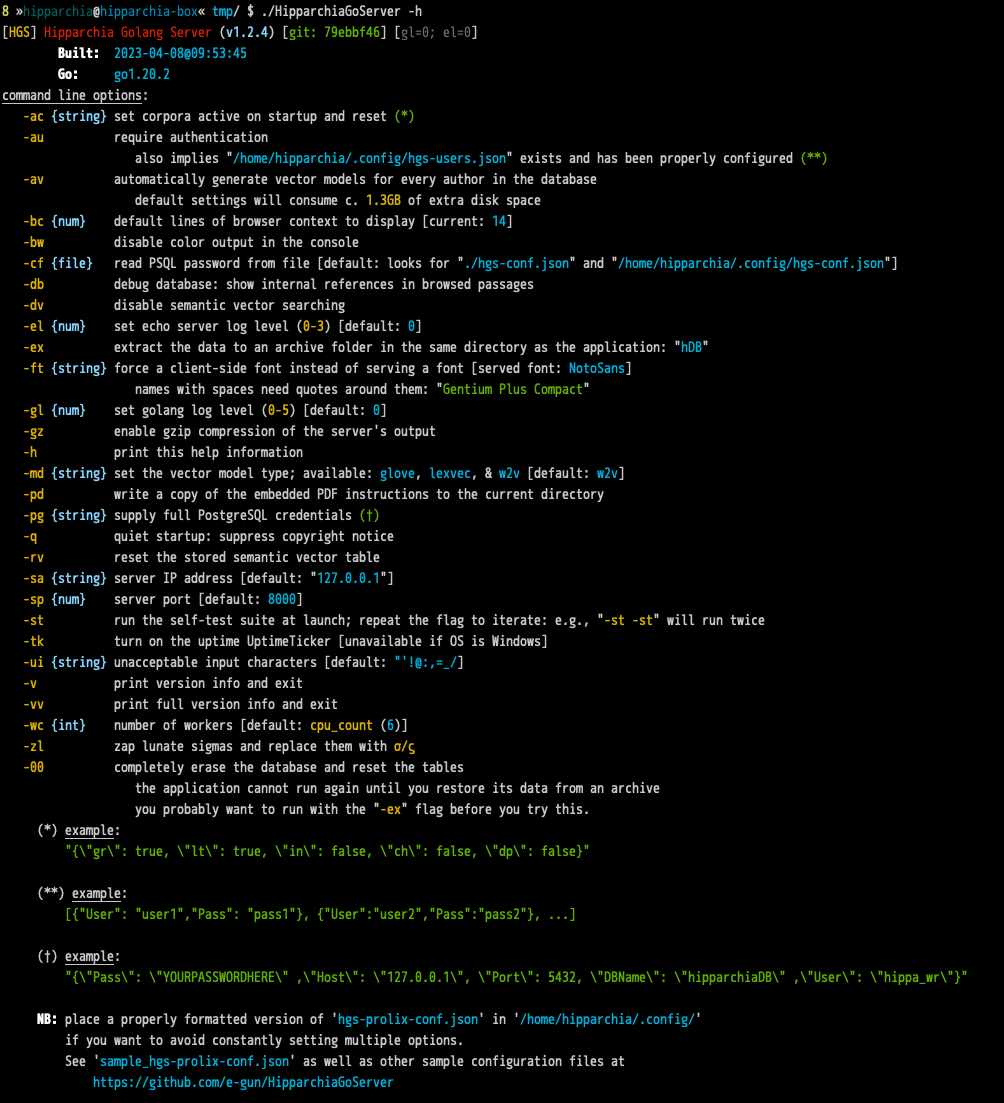 8 »hipparchia@hipparchia-box« tmp/ $ ./HipparchiaGoServer -h
[HGS] Hipparchia Golang Server (v1.2.4) [git: 79ebbf46] [gl=0; el=0]
Built: 2023-04-08@09:53:45
Go: go1.20.2
command line options:
-ac {string} set corpora active on startup and reset (*)
-au require authentication
also implies "/home/hipparchia/.config/hgs-users.json" exists and has been properly configured (**)
-av automatically generate vector models for every author in the database
default settings will consume c. 1.3GB of extra disk space
-bc {num} default lines of browser context to display [current: 14]
-bw disable color output in the console
-cf {file} read PSQL password from file [default: looks for "./hgs-conf.json" and "/home/hipparchia/.config/hgs-conf.json"]
-db debug database: show internal references in browsed passages
-dv disable semantic vector searching
-el {num} set echo server log level (0-3) [default: 0]
-ex extract the data to an archive folder in the same directory as the application: "hDB"
-ft {string} force a client-side font instead of serving a font [served font: NotoSans]
names with spaces need quotes around them: "Gentium Plus Compact"
-gl {num} set golang log level (0-5) [default: 0]
-gz enable gzip compression of the server's output
-h print this help information
-md {string} set the vector model type; available: glove, lexvec, & w2v [default: w2v]
-pd write a copy of the embedded PDF instructions to the current directory
-pg {string} supply full PostgreSQL credentials (†)
-q quiet startup: suppress copyright notice
-rv reset the stored semantic vector table
-sa {string} server IP address [default: "127.0.0.1"]
-sp {num} server port [default: 8000]
-st run the self-test suite at launch; repeat the flag to iterate: e.g., "-st -st" will run twice
-tk turn on the uptime UptimeTicker [unavailable if OS is Windows]
-ui {string} unacceptable input characters [default: "'!@:,=_/]
-v print version info and exit
-vv print full version info and exit
-wc {int} number of workers [default: cpu_count (6)]
-zl zap lunate sigmas and replace them with σ/ς
-00 completely erase the database and reset the tables
the application cannot run again until you restore its data from an archive
you probably want to run with the "-ex" flag before you try this.
(*) example:
"{\"gr\": true, \"lt\": true, \"in\": false, \"ch\": false, \"dp\": false}"
(**) example:
[{"User": "user1","Pass": "pass1"}, {"User":"user2","Pass":"pass2"}, ...]
(†) example:
"{\"Pass\": \"YOURPASSWORDHERE\" ,\"Host\": \"127.0.0.1\", \"Port\": 5432, \"DBName\": \"hipparchiaDB\" ,\"User\": \"hippa_wr\"}"
NB: place a properly formatted version of 'hgs-prolix-conf.json' in '/home/hipparchia/.config/'
if you want to avoid constantly setting multiple options.
See 'sample_hgs-prolix-conf.json' as well as other sample configuration files at
https://github.com/e-gun/HipparchiaGoServer